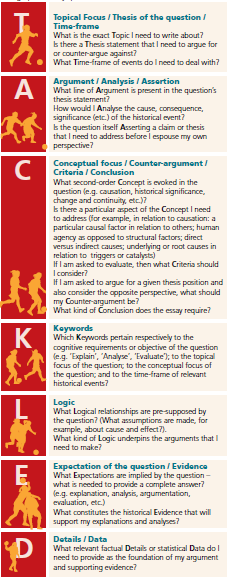 T
Topical Focus / Thesis of the question /
Time-frame
What is the exact Topic I need to write about?
Is there a Thesis statement that I need to argue for
or counter-argue against?
What Time-frame of events do I need to deal with?
A
Argument / Analysis / Assertion
What line of Argument is present in the question's
thesis statement?
How would I Analyse the cause, consequence,
significance (etc.) of the historical event?
Is the question itself Asserting a claim or thesis
that I need to address before I espouse my own
perspective?
C
Conceptual focus / Counter-argument /
Criteria / Conclusion
What second-order Concept is evoked in the
question (e.g. causation, historical significance,
change and continuity, etc.)?
Is there a particular aspect of the Concept I need
to address (for example, in relation to causation: a
particular causal factor in relation to others; human
agency as opposed to structural factors; direct
versus indirect causes; underlying or root causes in
relation to triggers or catalysts)
If I am asked to evaluate, then what Criteria should
I consider?
If I am asked to argue for a given thesis position and
also consider the opposite perspective, what should
my Counter-argument be?
What kind of Conclusion does the essay require?
K
Keywords
Which Keywords pertain respectively to the
cognitive requirements or objective of the question
(e.g. 'Explain', 'Analyse', 'Evaluate'); to the topical
focus of the question; to the conceptual focus of
the question; and to the time-frame of relevant
historical events?
L
Logic
What Logical relationships are pre-supposed by
the question? (What assumptions are made, for
example, about cause and effect?).
What kind of Logic underpins the arguments that I
need to make?
E
Expectation of the question / Evidence
What Expectations are implied by the question –
what is needed to provide a complete answer?
(e.g. explanation, analysis, argumentation,
evaluation, etc.)
What constitutes the historical Evidence that will
support my explanations and analyses?
D
Details / Data
What relevant factual Details or statistical Data do I
need to provide as the foundation of my argument
and supporting evidence?